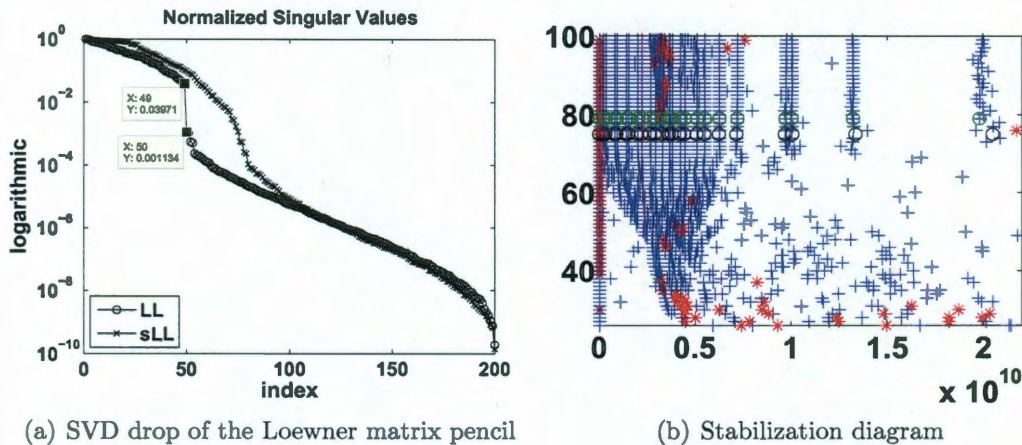 Normalized Singular Values
10^0
10^-2
10^-4
10^-6
10^-8
10^-10
logarithmic
X: 49
Y: 0.03971
X: 50
Y: 0.001134
LL
sLL
0
50
100
150
200
index
(a) SVD drop of the Loewner matrix pencil
100
80
60
40
0
0.5
1
1.5
2
x 10^10
(b) Stabilization diagram